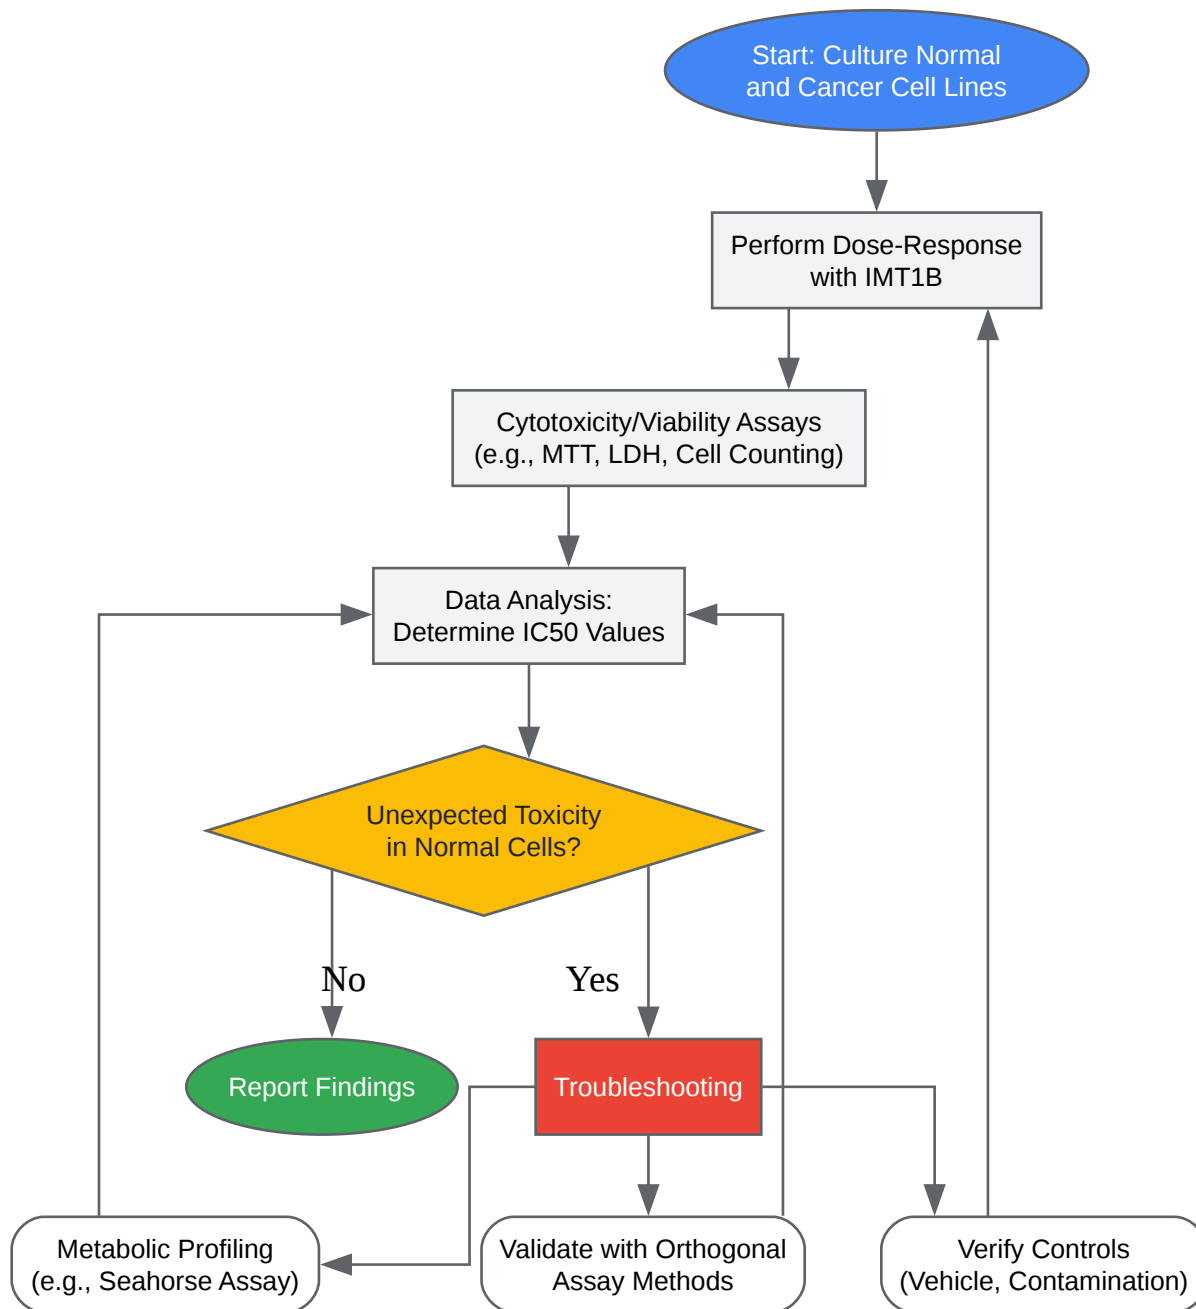 Start: Culture Normal
and Cancer Cell Lines
Perform Dose-Response
with IMT1B
Cytotoxicity/Viability Assays
(e.g., MTT, LDH, Cell Counting)
Data Analysis:
Determine IC50 Values
Unexpected Toxicity
in Normal Cells?
No
Yes
Report Findings
Troubleshooting
Metabolic Profiling
(e.g., Seahorse Assay)
Validate with Orthogonal
Assay Methods
Verify Controls
(Vehicle, Contamination)